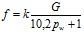 f = k G / (10,2 p_w + 1)